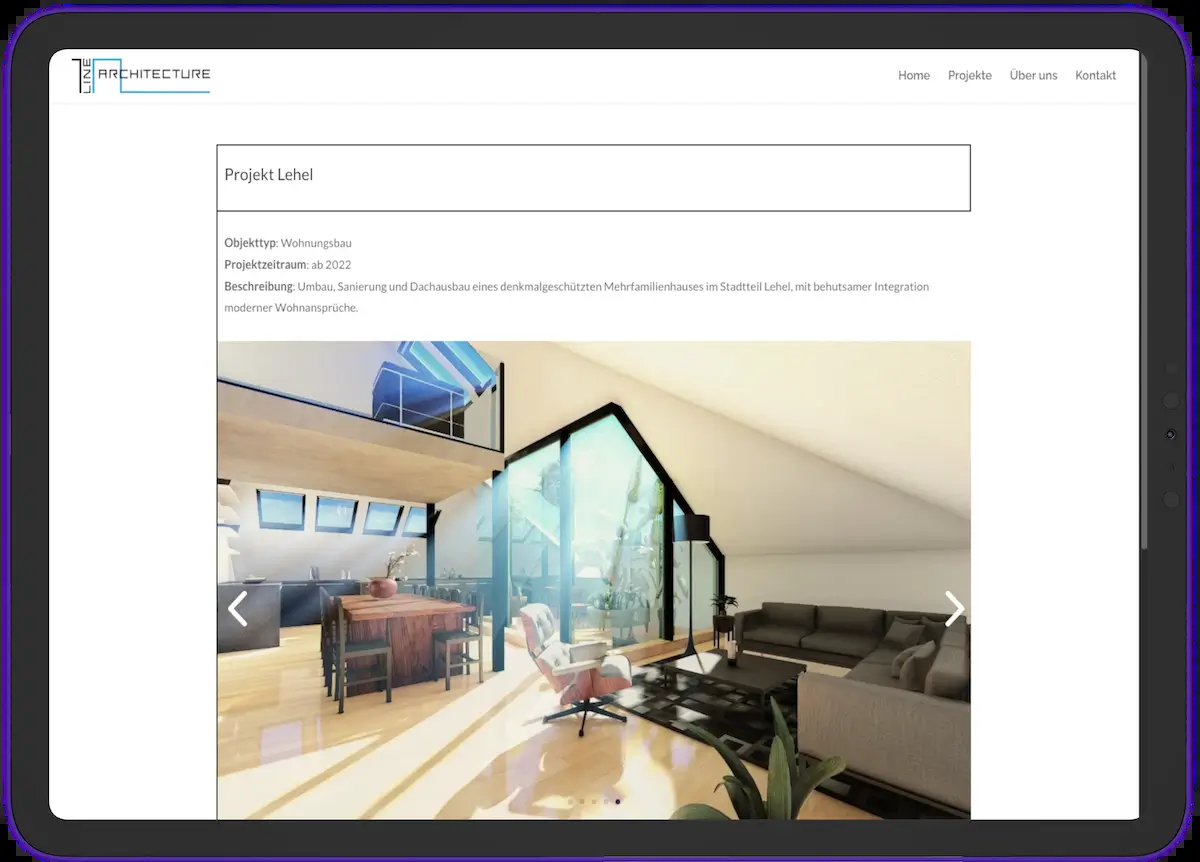 LINE ARCHITECTURE
Home Projekte Über uns Kontakt
Projekt Lehel
Objekttyp: Wohnungsbau
Projektzeitraum: ab 2022
Beschreibung: Umbau, Sanierung und Dachausbau eines denkmalgeschützten Mehrfamilienhauses im Stadtteil Lehel, mit behutsamer Integration
moderner Wohnansprüche.